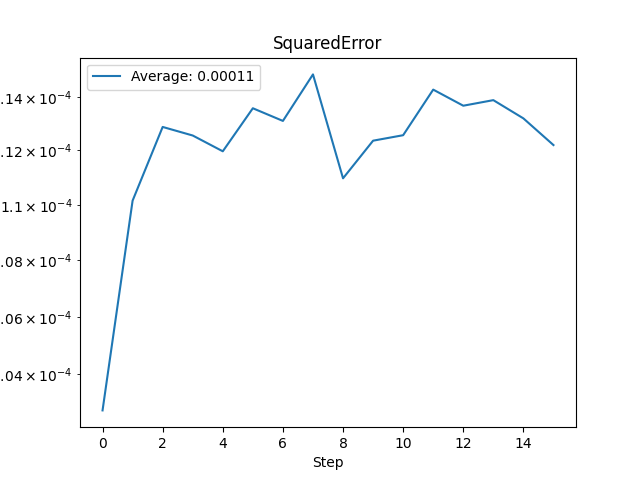 SquaredError
Average: 0.00011
.14 × 10⁻⁴
.12 × 10⁻⁴
1.1 × 10⁻⁴
.08 × 10⁻⁴
.06 × 10⁻⁴
.04 × 10⁻⁴
0 2 4 6 8 10 12 14
Step